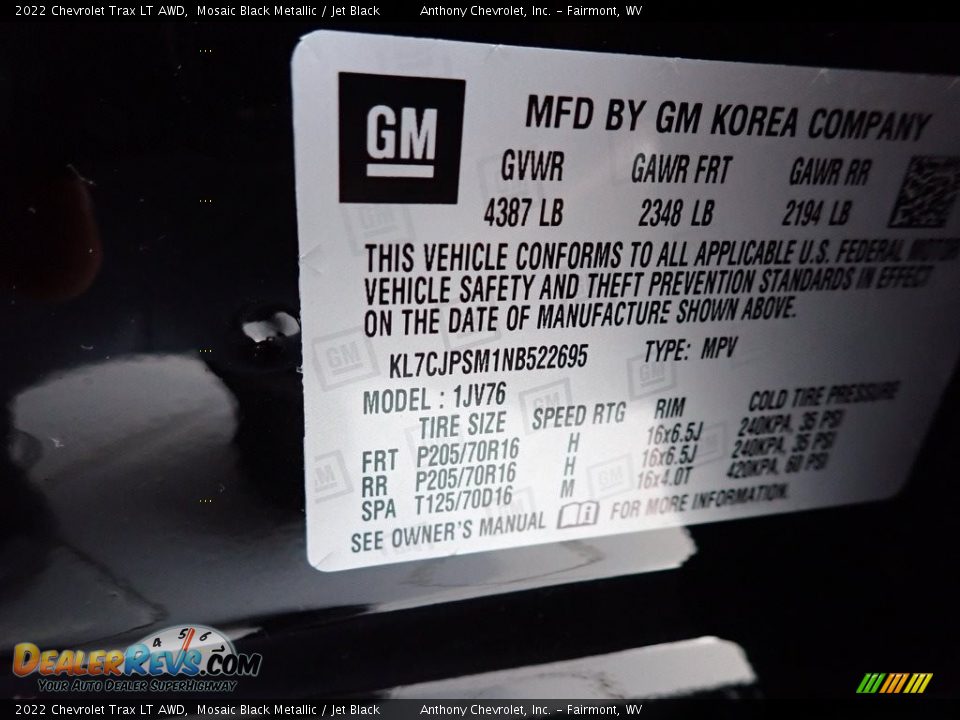 2022 Chevrolet Trax LT AWD, Mosaic Black Metallic / Jet Black Anthony Chevrolet, Inc. - Fairmont, WV
GM
MFD BY GM KOREA COMPANY
GVWR GAWR FRT GAWR RR
4387 LB 2348 LB 2194 LB
THIS VEHICLE CONFORMS TO ALL APPLICABLE U.S. FEDERAL MOTOR
VEHICLE SAFETY AND THEFT PREVENTION STANDARDS IN EFFECT
ON THE DATE OF MANUFACTURE SHOWN ABOVE.
KL7CJPSM1NB522695 TYPE: MPV
MODEL : 1JV76
TIRE SIZE SPEED RTG RIM COLD TIRE PRESSURE
FRT P205/70R16 H 16x6.5J 240KPA, 35 PSI
RR P205/70R16 H 16x6.5J 240KPA, 35 PSI
SPA T125/70D16 M 16x4.0T 420KPA, 60 PSI
SEE OWNER'S MANUAL FOR MORE INFORMATION.
4 5 6 7
DealerRevs.com
Your Auto Dealer SuperHighway
2022 Chevrolet Trax LT AWD, Mosaic Black Metallic / Jet Black Anthony Chevrolet, Inc. - Fairmont, WV